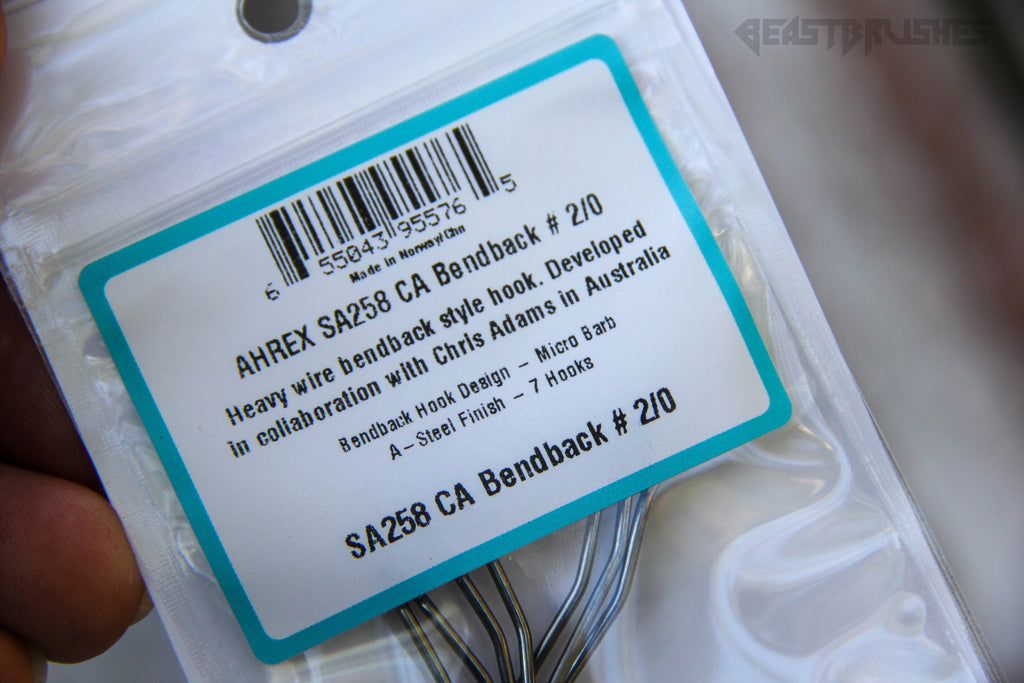 BEASTBRUSHES
6 55043 95576 5
Made in Norway/Chn
AHREX SA258 CA Bendback # 2/0
Heavy wire bendback style hook. Developed
in collaboration with Chris Adams in Australia
Bendback Hook Design – Micro Barb
A – Steel Finish – 7 Hooks
SA258 CA Bendback # 2/0